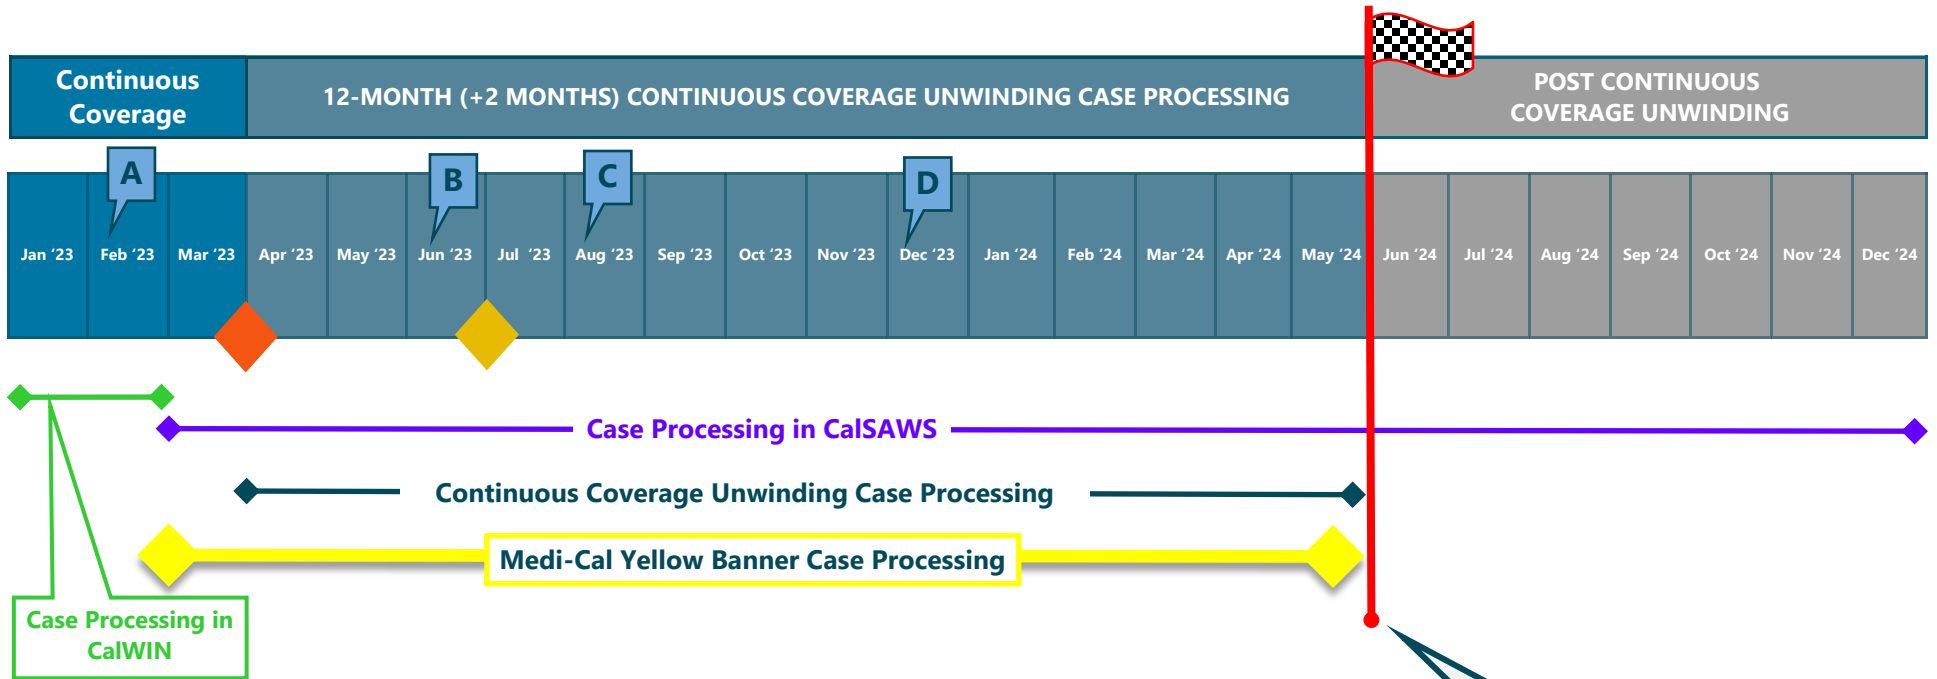 Continuous
Coverage
12-MONTH (+2 MONTHS) CONTINUOUS COVERAGE UNWINDING CASE PROCESSING
POST CONTINUOUS
COVERAGE UNWINDING
A
B
C
D
Jan ‘23
Feb ‘23
Mar ‘23
Apr ‘23
May ‘23
Jun ‘23
Jul ‘23
Aug ‘23
Sep ‘23
Oct ‘23
Nov ‘23
Dec ‘23
Jan ‘24
Feb ‘24
Mar ‘24
Apr ‘24
May ‘24
Jun ‘24
Jul ‘24
Aug ‘24
Sep ‘24
Oct ‘24
Nov ‘24
Dec ‘24
Case Processing in CalSAWS
Continuous Coverage Unwinding Case Processing
Medi-Cal Yellow Banner Case Processing
Case Processing in
CalWIN